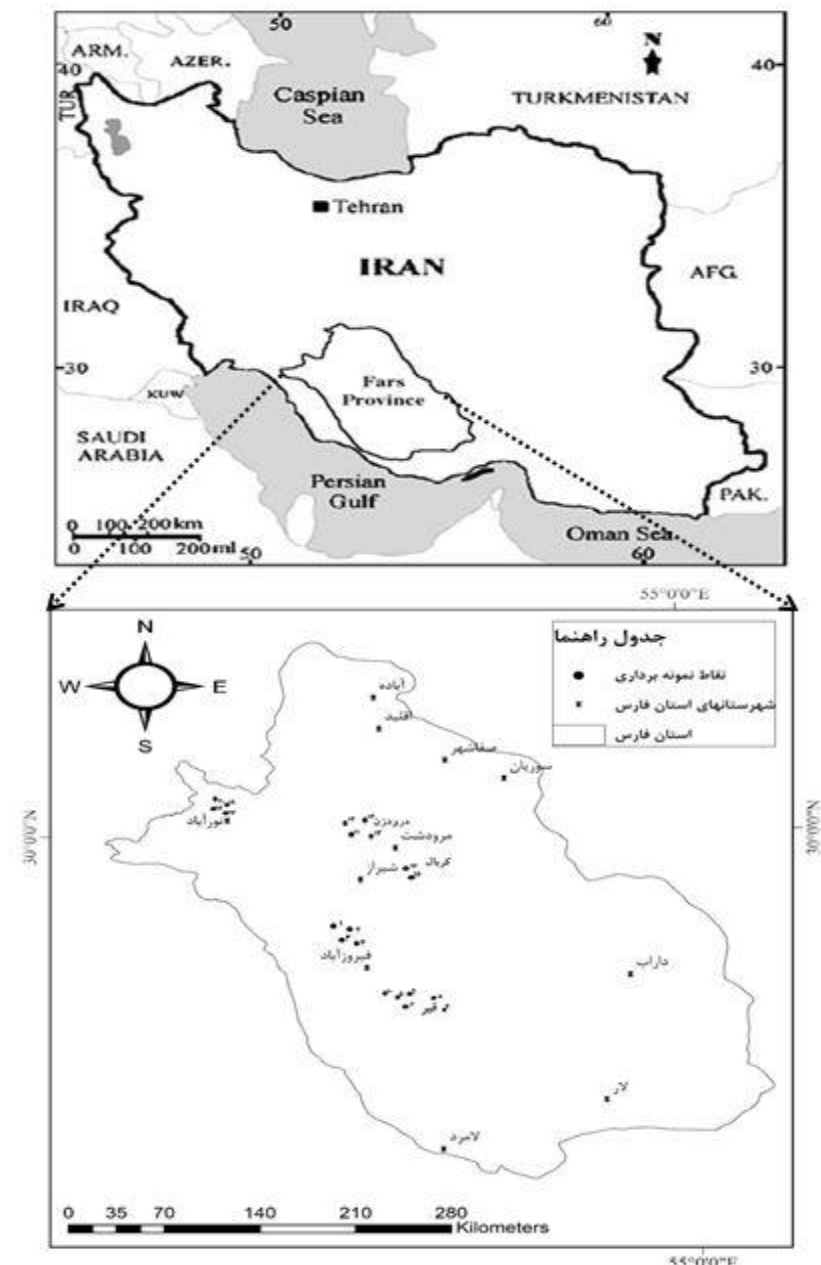 50
60
N
ARM.
AZER.
40
40
TUR.
Caspian
Sea
TURKMENISTAN
Tehran
IRAN
AFG.
IRAQ
30
30
Fars
Province
KUW
SAUDI
ARABIA
Persian
Gulf
PAK.
0 100 200 km
0 100 200ml
50
Oman Sea
60
55°0'0"E
N
W
E
S
جدول راهنما
نقاط نمونه برداری
شهرستانهای استان فارس
استان فارس
آباده
اقلید
صفاشهر
سوریان
نورآباد
درودزن
مرودشت
30°0'0"N
30°0'0"N
کربال
شیراز
فیروزآباد
داراب
قیر
لار
لامرد
0 35 70 140 210 280
Kilometers
55°0'0"E